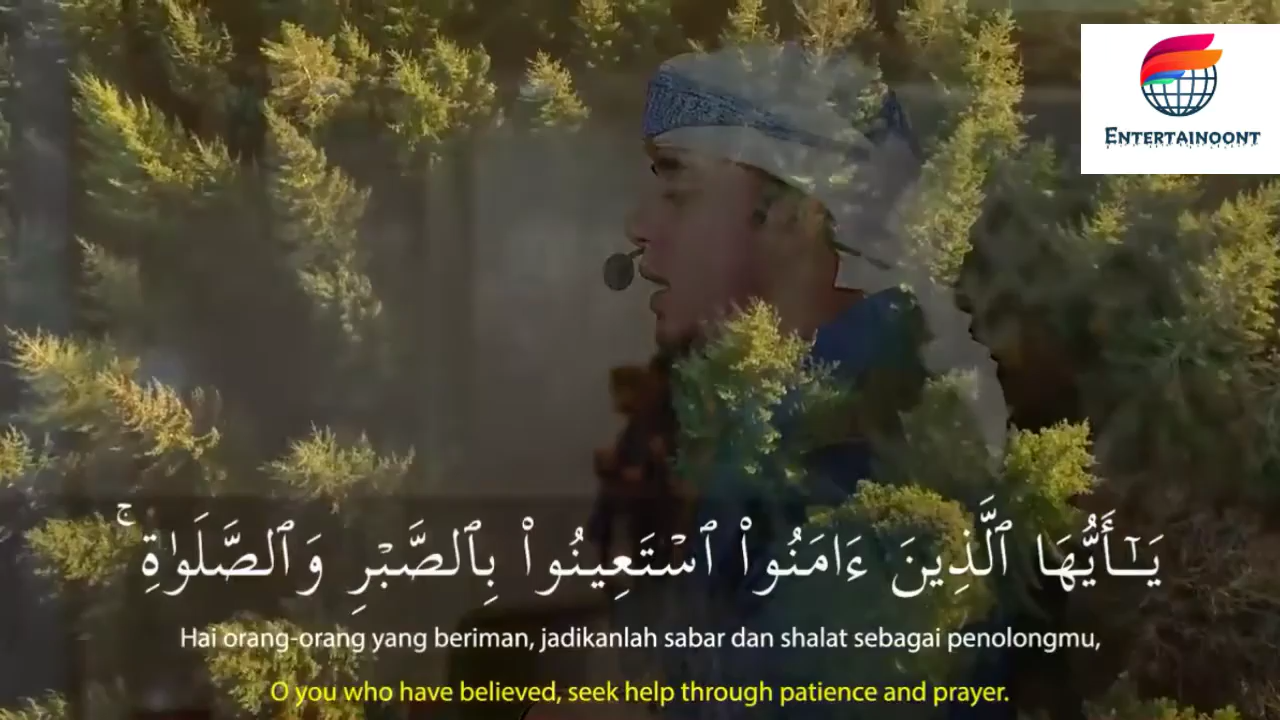 ENTERTAINOONT
يَـٰٓأَيُّهَا ٱلَّذِينَ ءَامَنُوا۟ ٱسْتَعِينُوا۟ بِٱلصَّبْرِ وَٱلصَّلَوٰةِ ۚ
Hai orang-orang yang beriman, jadikanlah sabar dan shalat sebagai penolongmu,
O you who have believed, seek help through patience and prayer.